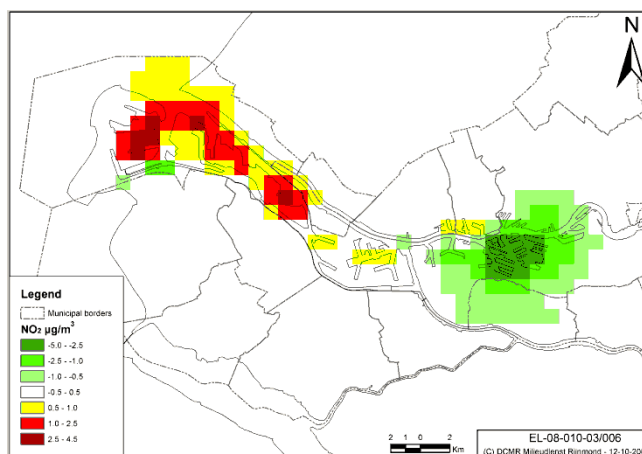 N
Legend
Municipal borders
NO₂ µg/m³
-5.0 - -2.5
-2.5 - -1.0
-1.0 - -0.5
-0.5 - 0.5
0.5 - 1.0
1.0 - 2.5
2.5 - 4.5
2 1 0 2
Km
EL-08-010-03/006
(C) DCMR Milieudienst Rijnmond - 12-10-20